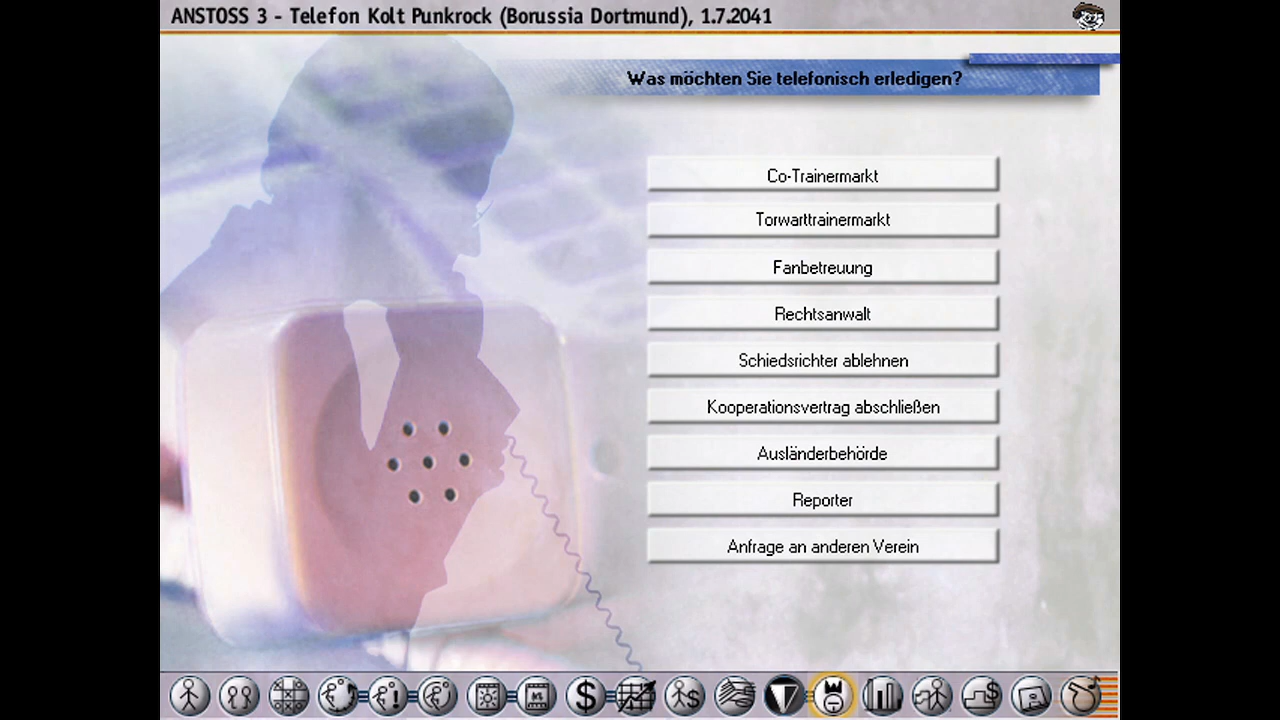 ANSTOSS 3 - Telefon Kolt Punkrock (Borussia Dortmund), 1.7.2041
Was möchten Sie telefonisch erledigen?
Co-Trainermarkt
Torwarttrainermarkt
Fanbetreuung
Rechtsanwalt
Schiedsrichter ablehnen
Kooperationsvertrag abschließen
Ausländerbehörde
Reporter
Anfrage an anderen Verein